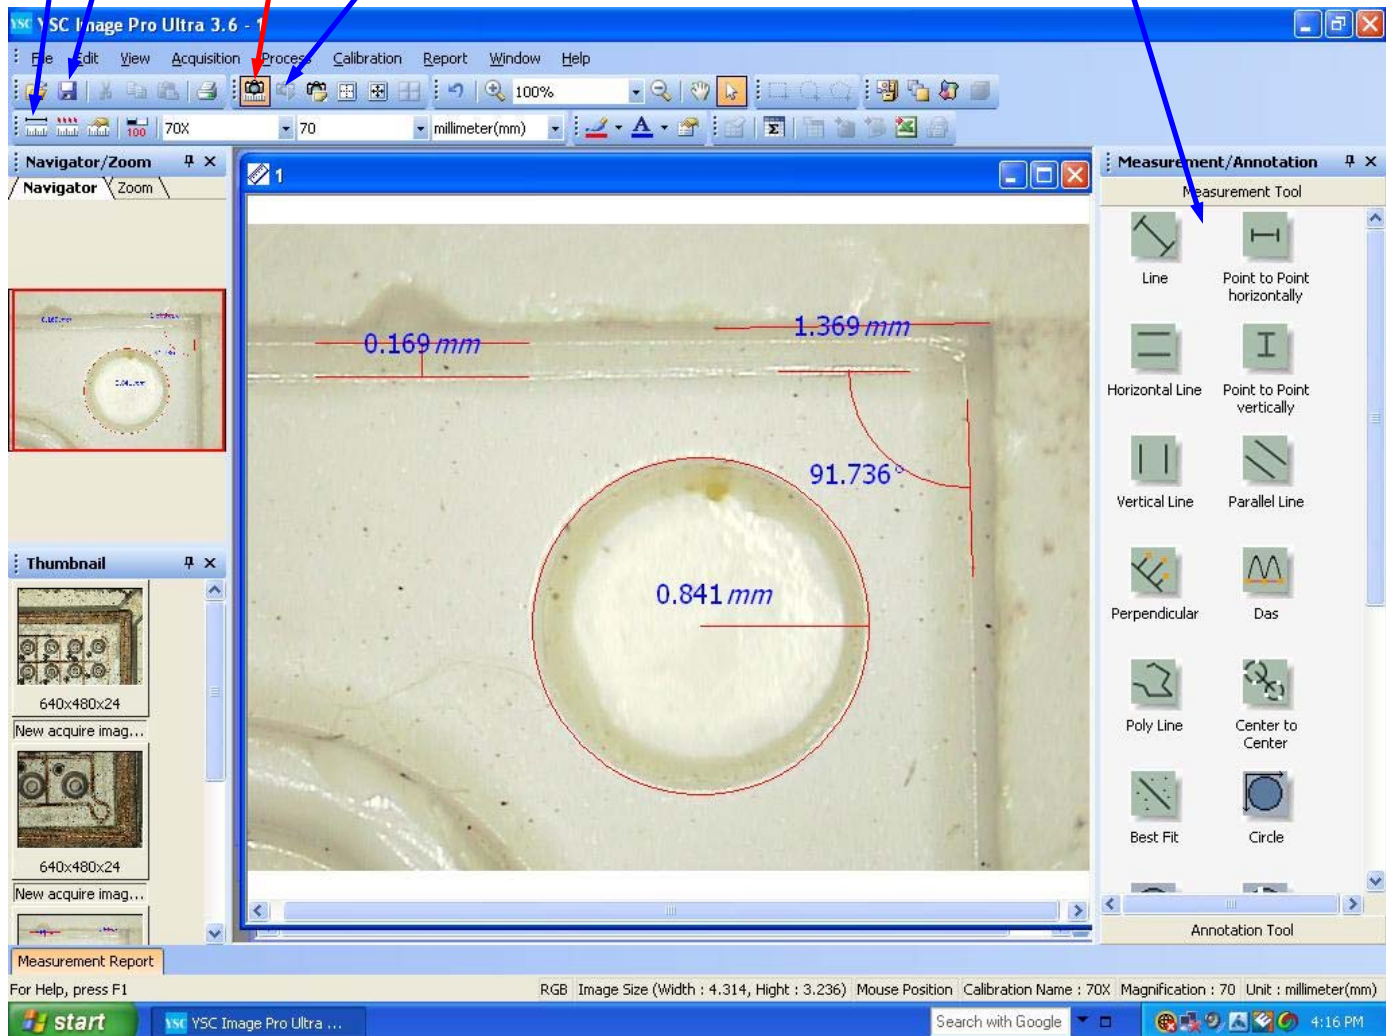 YSC YSC Image Pro Ultra 3.6 - 1
File Edit View Acquisition Process Calibration Report Window Help
100%
100 70X 70 millimeter(mm) A Σ
Navigator/Zoom
Navigator Zoom
1
Measurement/Annotation
Measurement Tool
Line
Point to Point
horizontally
Horizontal Line
Point to Point
vertically
Vertical Line
Parallel Line
Perpendicular
Das
Poly Line
Center to
Center
Best Fit
Circle
Annotation Tool
0.169 mm
1.369 mm
91.736°
0.841 mm
Thumbnail
640x480x24
New acquire imag...
640x480x24
New acquire imag...
Measurement Report
For Help, press F1
RGB Image Size (Width : 4.314, Hight : 3.236) Mouse Position Calibration Name : 70X Magnification : 70 Unit : millimeter(mm)
start YSC YSC Image Pro Ultra ... Search with Google 4:16 PM